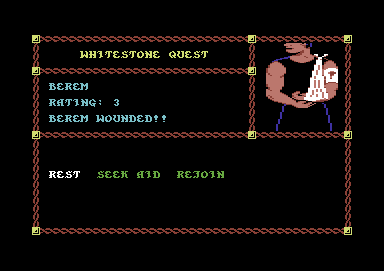 WHITESTONE QUEST
BEREM
RATING: 3
BEREM WOUNDED!!
REST SEEK AID REJOIN